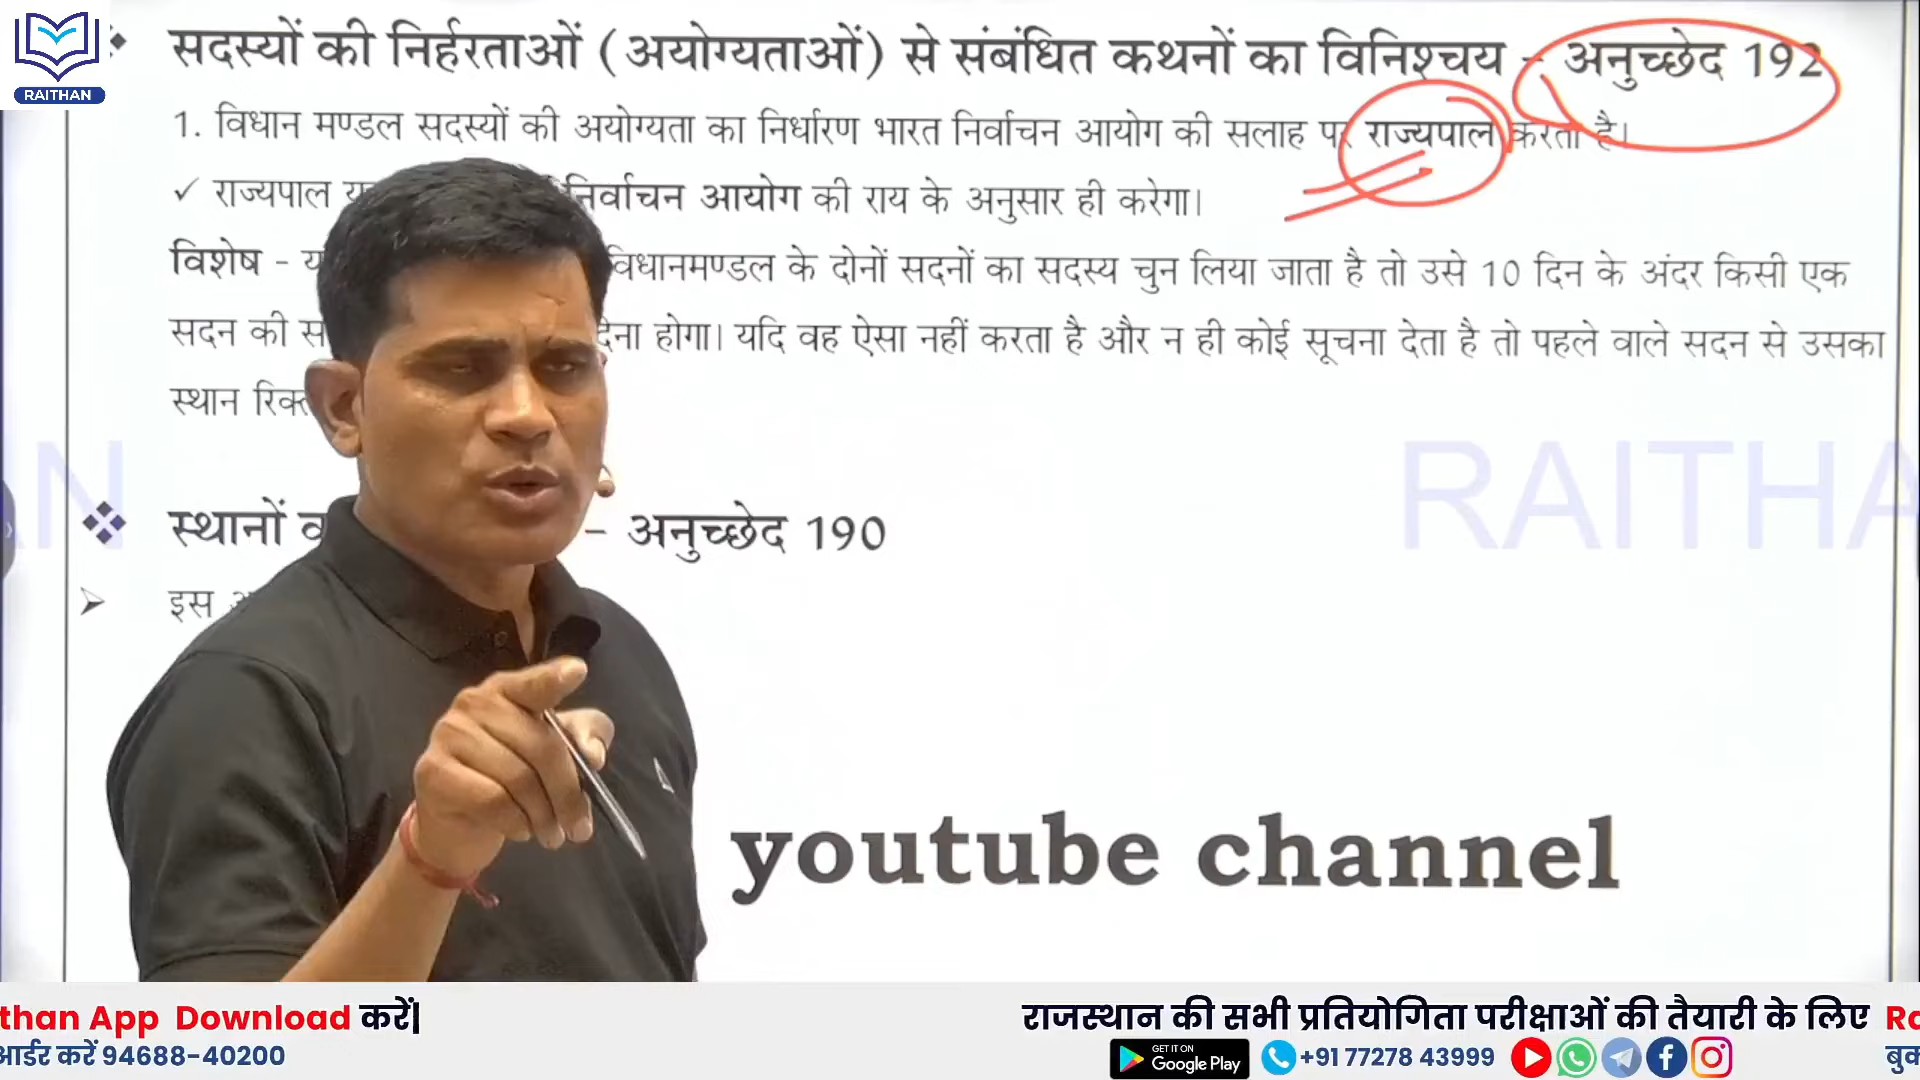 RAITHAN
सदस्यों की निर्हरताओं (अयोग्यताओं) से संबंधित कथनों का विनिश्चय - अनुच्छेद 192
1. विधान मण्डल सदस्यों की अयोग्यता का निर्धारण भारत निर्वाचन आयोग की सलाह पर राज्यपाल करता है।
✓ राज्यपाल निर्वाचन आयोग की राय के अनुसार ही करेगा।
विशेष - विधानमण्डल के दोनों सदनों का सदस्य चुन लिया जाता है तो उसे 10 दिन के अंदर किसी एक
सदन की देना होगा। यदि वह ऐसा नहीं करता है और न ही कोई सूचना देता है तो पहले वाले सदन से उसका
स्थान रिक्त
RAITHA
स्थानों - अनुच्छेद 190
इस
youtube channel
than App Download करें|
आर्डर करें 94688-40200
राजस्थान की सभी प्रतियोगिता परीक्षाओं की तैयारी के लिए
GET IT ON
Google Play
+91 77278 43999